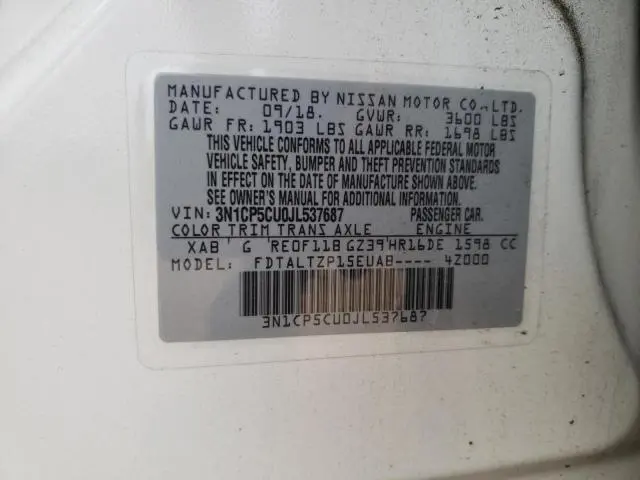 MANUFACTURED BY NISSAN MOTOR CO.,LTD.
DATE: 09/18. GVWR: 3600 LBS
GAWR FR: 1903 LBS GAWR RR: 1698 LBS
THIS VEHICLE CONFORMS TO ALL APPLICABLE FEDERAL MOTOR
VEHICLE SAFETY, BUMPER AND THEFT PREVENTION STANDARDS
IN EFFECT ON THE DATE OF MANUFACTURE SHOWN ABOVE.
SEE OWNER'S MANUAL FOR ADDITIONAL INFORMATION.
VIN: 3N1CP5CU0JL537687 PASSENGER CAR.
COLOR TRIM TRANS AXLE ENGINE
XAB G RE0F11B GZ39 HR16DE 1598 CC
MODEL: FDTALTZP15EUAB---- 4Z000
3N1CP5CU0JL537687